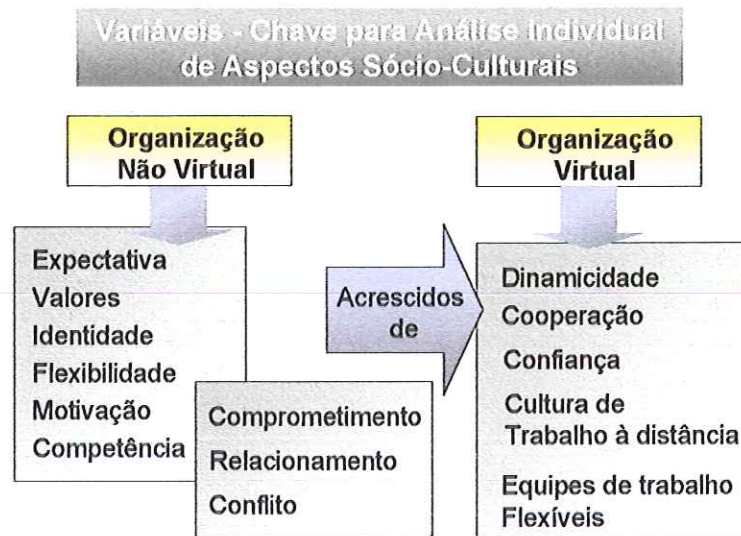 Variáveis - Chave para Análise Individual
de Aspectos Sócio-Culturais
Organização
Não Virtual
Expectativa
Valores
Identidade
Flexibilidade
Motivação
Competência
Comprometimento
Relacionamento
Conflito
Acrescidos
de
Organização
Virtual
Dinamicidade
Cooperação
Confiança
Cultura de
Trabalho à distância
Equipes de trabalho
Flexíveis